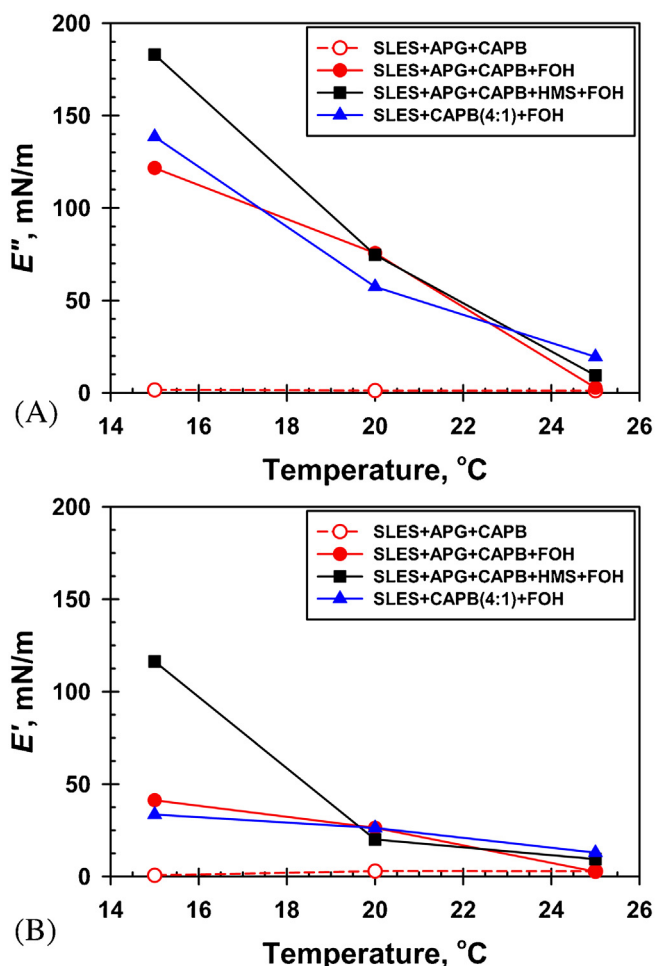 200
150
100
50
0
E″, mN/m
SLES+APG+CAPB
SLES+APG+CAPB+FOH
SLES+APG+CAPB+HMS+FOH
SLES+CAPB(4:1)+FOH
(A)
14 16 18 20 22 24 26
Temperature, °C
200
150
100
50
0
E′, mN/m
SLES+APG+CAPB
SLES+APG+CAPB+FOH
SLES+APG+CAPB+HMS+FOH
SLES+CAPB(4:1)+FOH
(B)
14 16 18 20 22 24 26
Temperature, °C